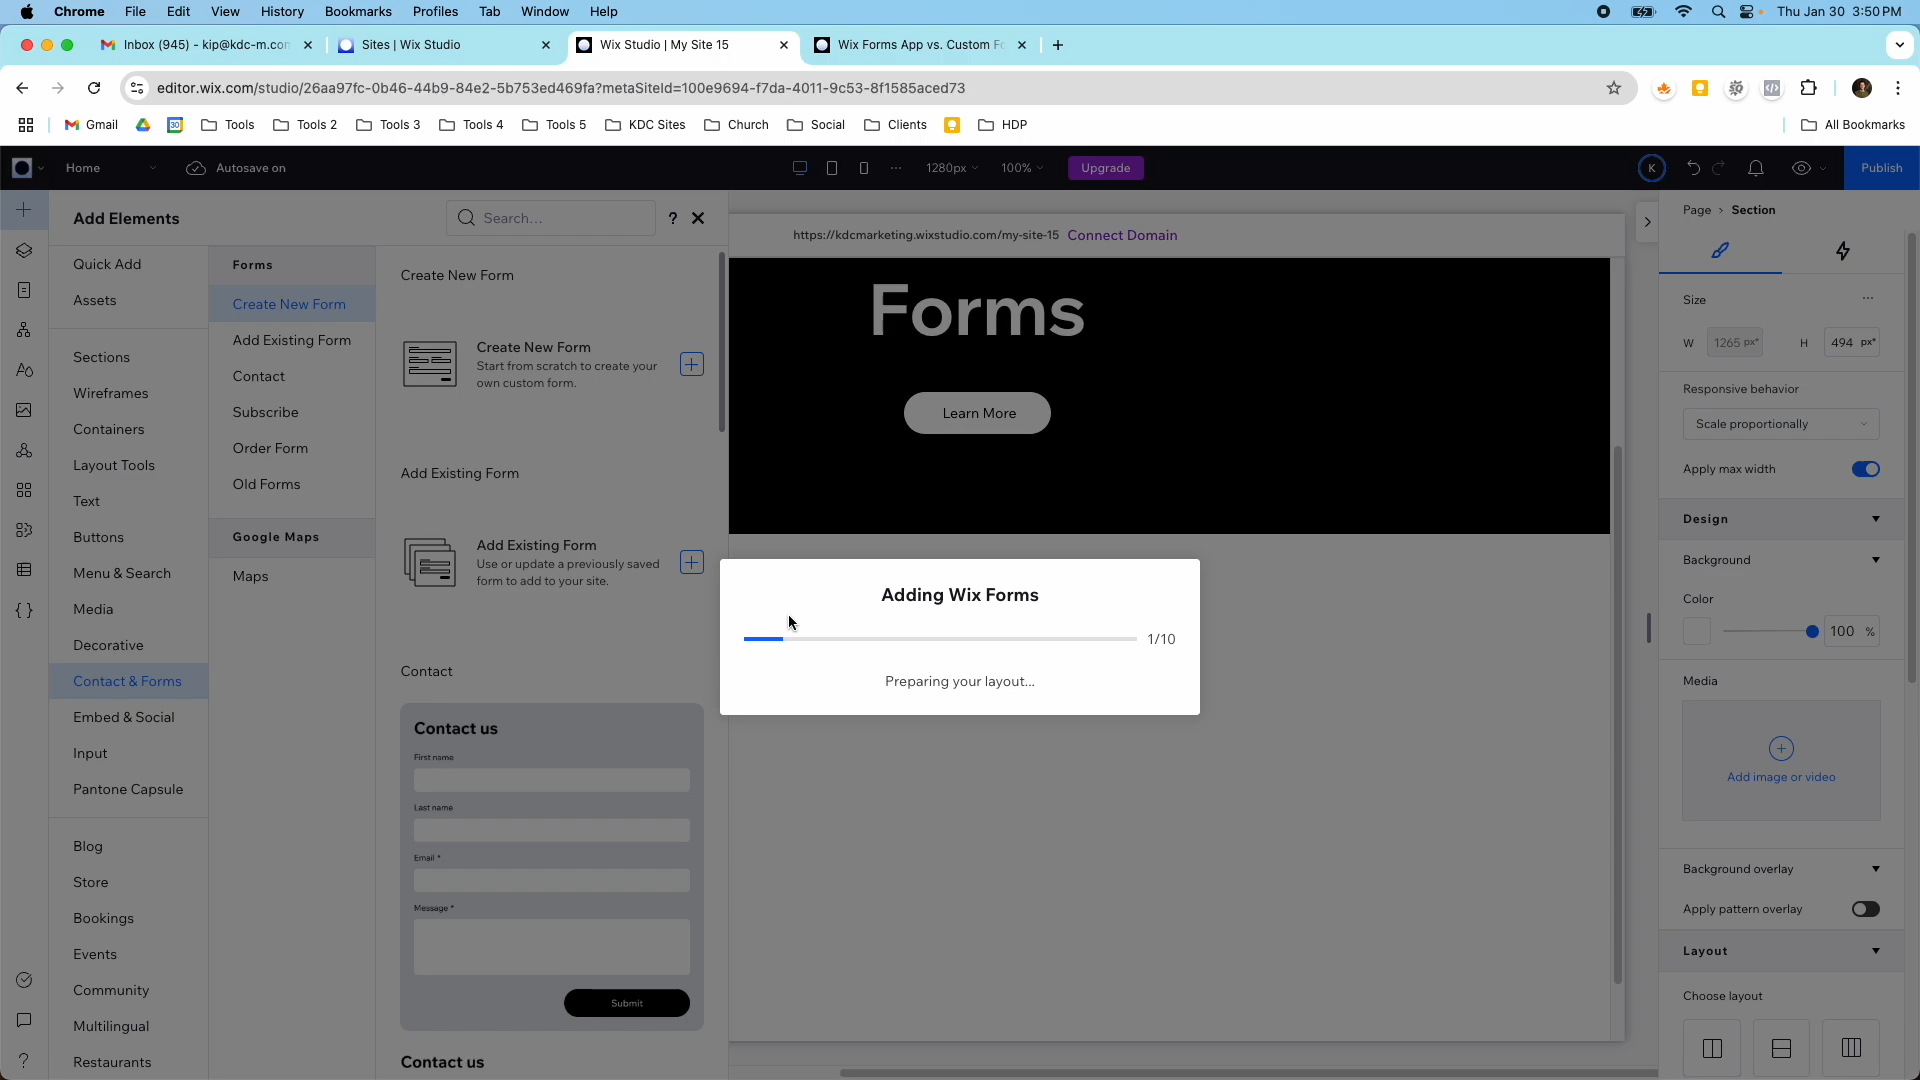 Chrome File Edit View History Bookmarks Profiles Tab Window Help Thu Jan 30 3:50 PM
Inbox (945) - kip@kdc-m.con Sites | Wix Studio Wix Studio | My Site 15 Wix Forms App vs. Custom Fo
editor.wix.com/studio/26aa97fc-0b46-44b9-84e2-5b753ed469fa?metaSiteId=100e9694-f7da-4011-9c53-8f1585aced73
Gmail 30 Tools Tools 2 Tools 3 Tools 4 Tools 5 KDC Sites Church Social Clients HDP All Bookmarks
Home Autosave on 1280px 100% Upgrade K Publish
Add Elements
Search...
?
Quick Add
Assets
Sections
Wireframes
Containers
Layout Tools
Text
Buttons
Menu & Search
Media
Decorative
Contact & Forms
Embed & Social
Input
Pantone Capsule
Blog
Store
Bookings
Events
Community
Multilingual
Restaurants
Forms
Create New Form
Add Existing Form
Contact
Subscribe
Order Form
Old Forms
Google Maps
Maps
Create New Form
Create New Form
Start from scratch to create your
own custom form.
Add Existing Form
Add Existing Form
Use or update a previously saved
form to add to your site.
Contact
Contact us
First name
Last name
Email *
Message *
Submit
Contact us
https://kdcmarketing.wixstudio.com/my-site-15 Connect Domain
Forms
Learn More
Adding Wix Forms
1/10
Preparing your layout...
Page > Section
Size
W 1265 px* H 494 px*
Responsive behavior
Scale proportionally
Apply max width
Design
Background
Color
100 %
Media
Add image or video
Background overlay
Apply pattern overlay
Layout
Choose layout